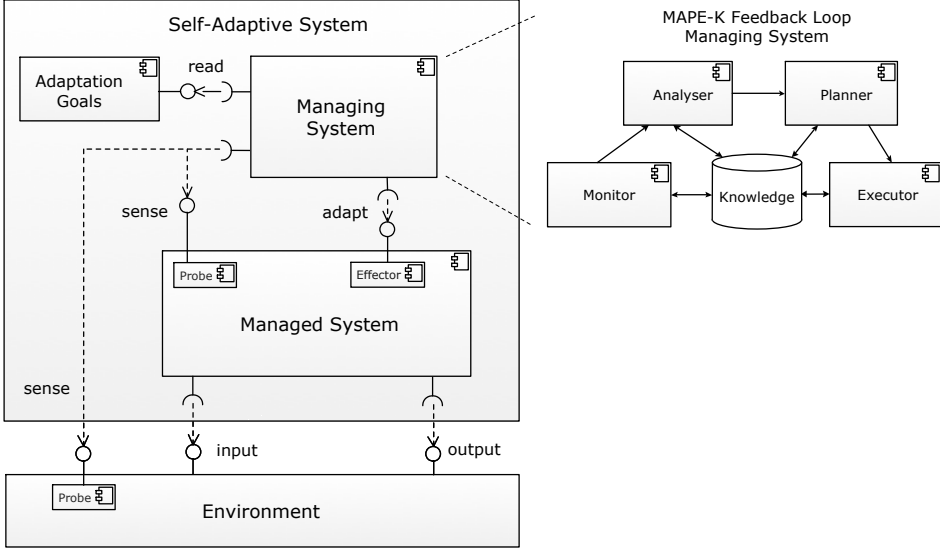 Self-Adaptive System
Adaptation
Goals
read
Managing
System
sense
adapt
Probe
Effector
Managed System
sense
input
output
Probe
Environment
MAPE-K Feedback Loop
Managing System
Analyser
Planner
Monitor
Knowledge
Executor